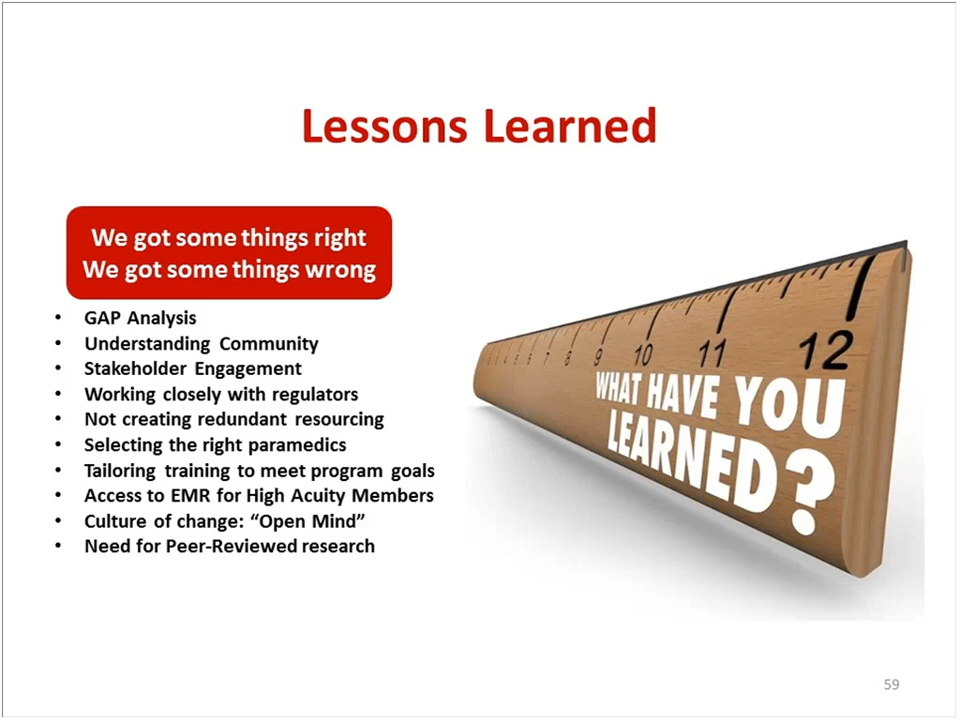 Lessons Learned
We got some things right
We got some things wrong
• GAP Analysis
• Understanding Community
• Stakeholder Engagement
• Working closely with regulators
• Not creating redundant resourcing
• Selecting the right paramedics
• Tailoring training to meet program goals
• Access to EMR for High Acuity Members
• Culture of change: “Open Mind”
• Need for Peer-Reviewed research
7 8 9 10 11 12
WHAT HAVE YOU
LEARNED?
59